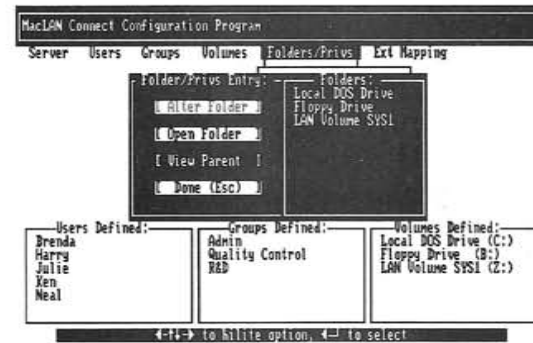 MacLAN Connect Configuration Program
Server Users Groups Volumes Folders/Privs Ext Mapping
Folder/Privs Entry:
[ Alter Folder ]
[ Open Folder ]
[ View Parent ]
[ Done (Esc) ]
Folders:
Local DOS Drive
Floppy Drive
LAN Volume SYS1
Users Defined:
Brenda
Harry
Julie
Ken
Neal
Groups Defined:
Admin
Quality Control
R&D
Volumes Defined:
Local DOS Drive (C:)
Floppy Drive (B:)
LAN Volume SYS1 (Z:)
←↑↓→ to hilite option, ↵ to select